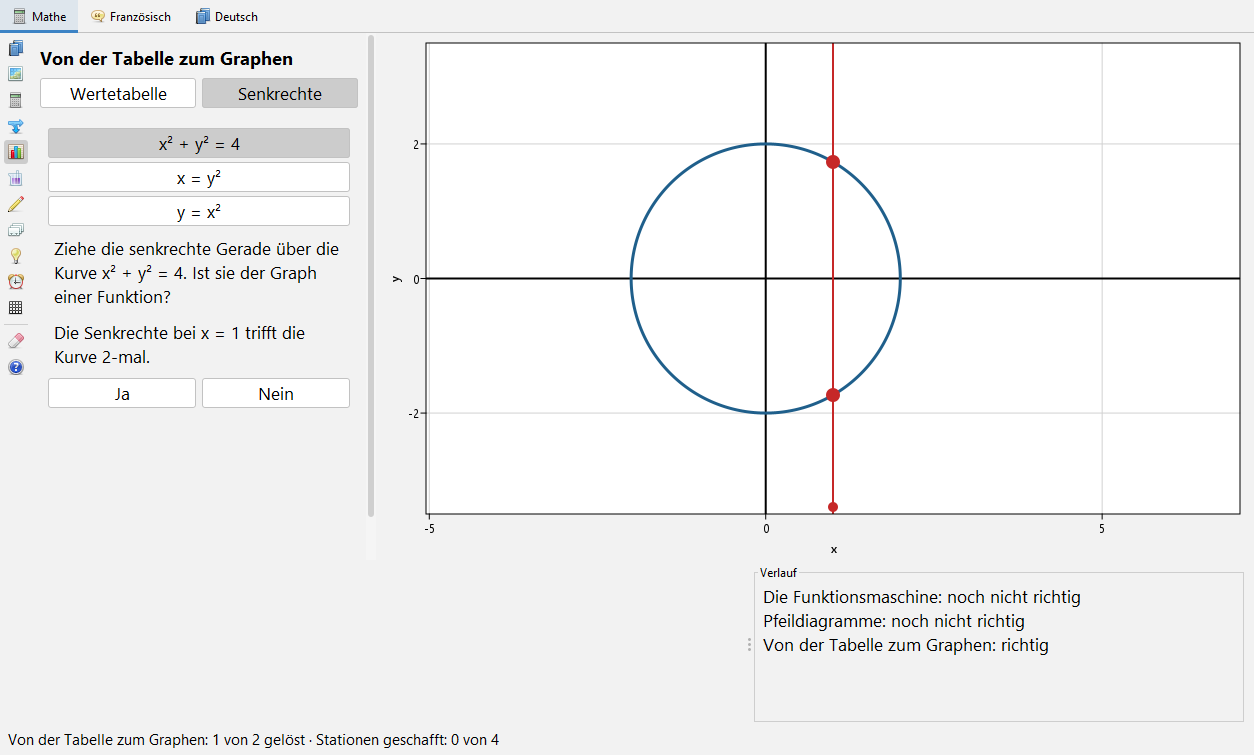 Mathe
Französisch
Deutsch
Von der Tabelle zum Graphen
Wertetabelle
Senkrechte
x² + y² = 4
x = y²
y = x²
Ziehe die senkrechte Gerade über die
Kurve x² + y² = 4. Ist sie der Graph
einer Funktion?
Die Senkrechte bei x = 1 trifft die
Kurve 2-mal.
Ja
Nein
2
0
-2
y
-5
0
5
x
Verlauf
Die Funktionsmaschine: noch nicht richtig
Pfeildiagramme: noch nicht richtig
Von der Tabelle zum Graphen: richtig
Von der Tabelle zum Graphen: 1 von 2 gelöst · Stationen geschafft: 0 von 4